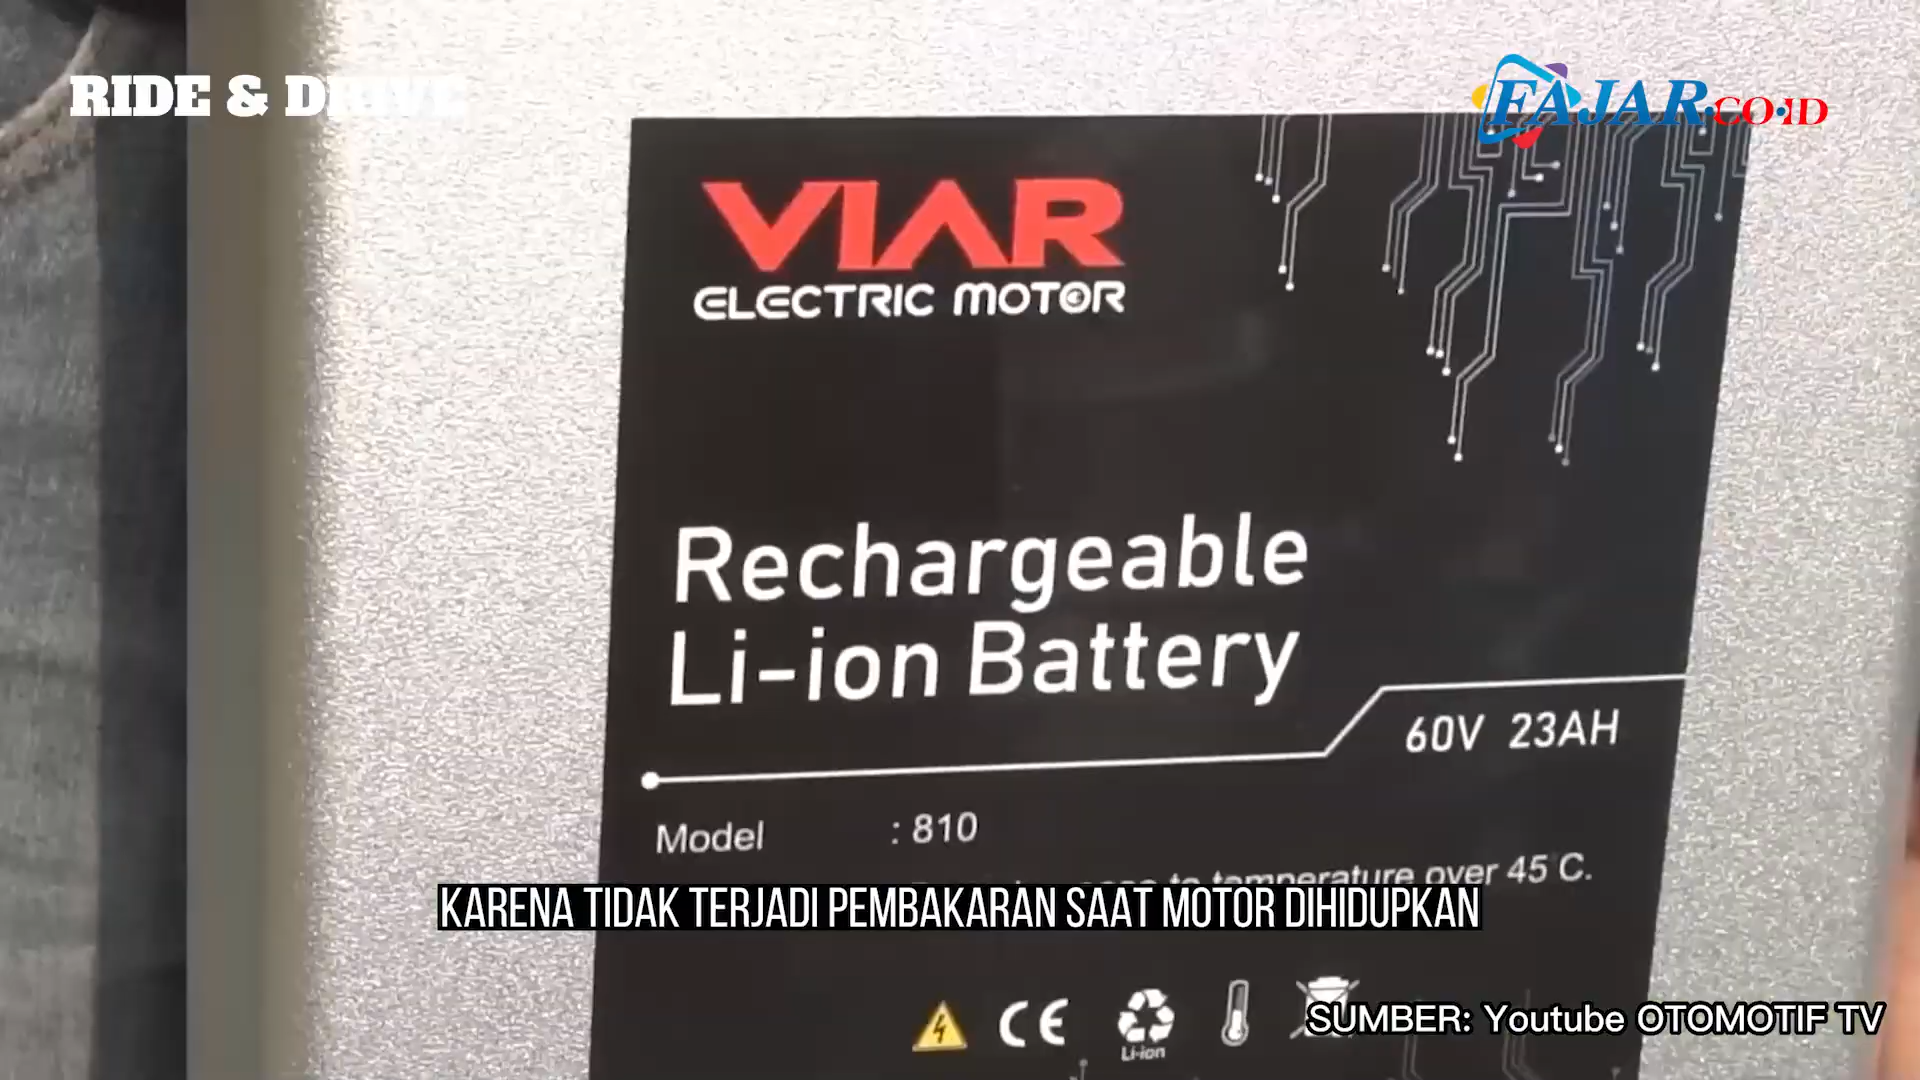 RIDE & DRIVE
FAJAR.CO.ID
VIAR
ELECTRIC MOTOR
Rechargeable
Li-ion Battery
60V 23AH
Model : 810
to temperature over 45 C.
KARENA TIDAK TERJADI PEMBAKARAN SAAT MOTOR DIHIDUPKAN
CE
Li-ion
SUMBER: Youtube OTOMOTIF TV